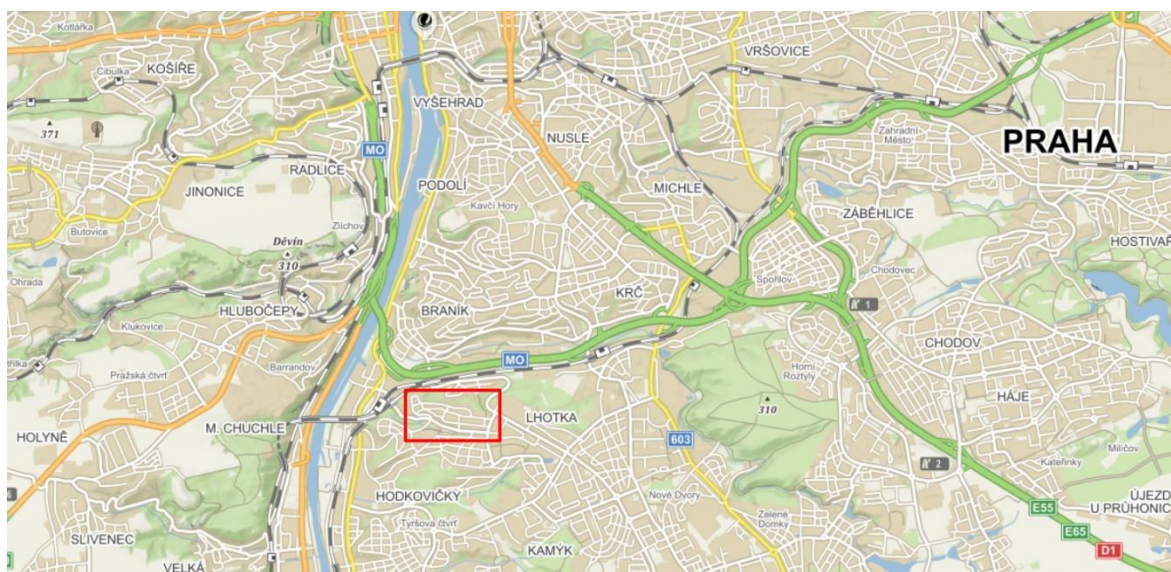 Kotlářka
Cibulka
KOŠÍŘE
VRŠOVICE
371
VYŠEHRAD
NUSLE
Zahradní
Město
PRAHA
MO
RADLICE
JINONICE
PODOLÍ
MICHLE
Kavčí Hory
ZÁBĚHLICE
Butovice
Zlíchov
Děvín
310
HOSTIVAŘ
Ohrada
Spořilov
Chodovec
KRČ
1
HLUBOČEPY
BRANÍK
Klukovice
CHODOV
MO
Barrandov
Pražská čtvrť
Horní
Roztyly
310
HÁJE
LHOTKA
M. CHUCHLE
HOLYNĚ
603
Milíčov
2
Kateřinky
HODKOVIČKY
Nové Dvory
ÚJEZD
U PRŮHONIC
Tyršova čtvrť
Zelené
Domky
E55
SLIVENEC
E65
KAMÝK
D1
VELKÁ